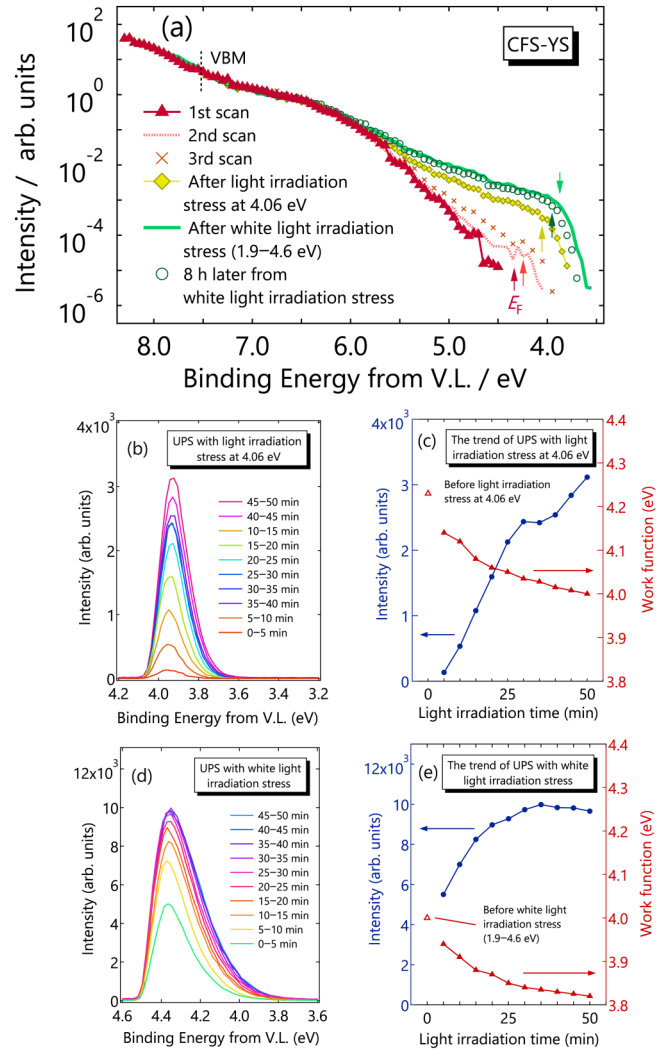 (a)
CFS-YS
VBM
10²
10⁰
10⁻²
10⁻⁴
10⁻⁶
Intensity / arb. units
1st scan
2nd scan
3rd scan
After light irradiation
stress at 4.06 eV
After white light irradiation
stress (1.9−4.6 eV)
8 h later from
white light irradiation stress
E_F
8.0
7.0
6.0
5.0
4.0
Binding Energy from V.L. / eV
4x10³
3
2
1
0
Intensity (arb. units)
(b)
UPS with light irradiation
stress at 4.06 eV
45−50 min
40−45 min
10−15 min
15−20 min
20−25 min
25−30 min
30−35 min
35−40 min
5−10 min
0−5 min
4.2
4.0
3.8
3.6
3.4
3.2
Binding Energy from V.L. (eV)
4x10³
3
2
1
0
Intensity (arb. units)
(c)
The trend of UPS with light
irradiation stress at 4.06 eV
Before light irradiation
stress at 4.06 eV
4.4
4.3
4.2
4.1
4.0
3.9
3.8
Work function (eV)
0
25
50
Light irradiation time (min)
12x10³
10
8
6
4
2
0
Intensity (arb. units)
(d)
UPS with white light
irradiation stress
45−50 min
40−45 min
35−40 min
30−35 min
25−30 min
20−25 min
15−20 min
10−15 min
5−10 min
0−5 min
4.6
4.4
4.2
4.0
3.8
3.6
Binding Energy from V.L. (eV)
12x10³
10
8
6
4
2
0
Intensity (arb. units)
(e)
The trend of UPS with white
light irradiation stress
Before white light
irradiation stress
(1.9−4.6 eV)
4.4
4.3
4.2
4.1
4.0
3.9
3.8
Work function (eV)
0
25
50
Light irradiation time (min)